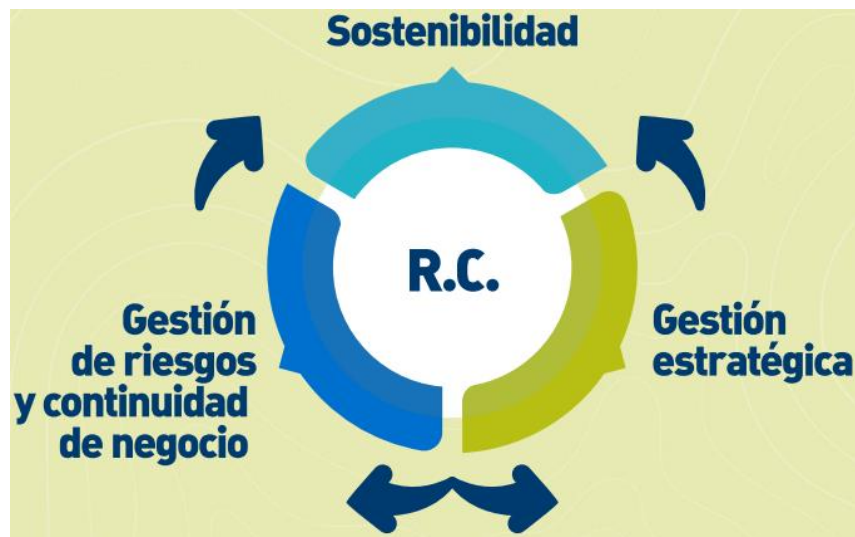 Sostenibilidad
R.C.
Gestión
de riesgos
y continuidad
de negocio
Gestión
estratégica